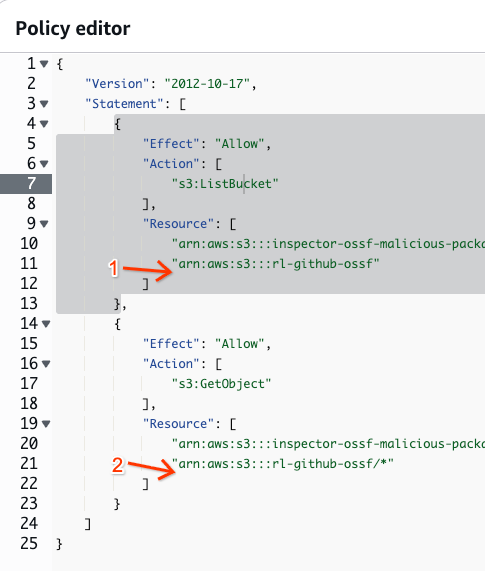 Policy editor
1 {
2 "Version": "2012-10-17",
3 "Statement": [
4 {
5 "Effect": "Allow",
6 "Action": [
7 "s3:ListBucket"
8 ],
9 "Resource": [
10 "arn:aws:s3:::inspector-ossf-malicious-packa
11 1 "arn:aws:s3:::rl-github-ossf"
12 ]
13 },
14 {
15 "Effect": "Allow",
16 "Action": [
17 "s3:GetObject"
18 ],
19 "Resource": [
20 "arn:aws:s3:::inspector-ossf-malicious-packa
21 2 "arn:aws:s3:::rl-github-ossf/*"
22 ]
23 }
24 ]
25 }